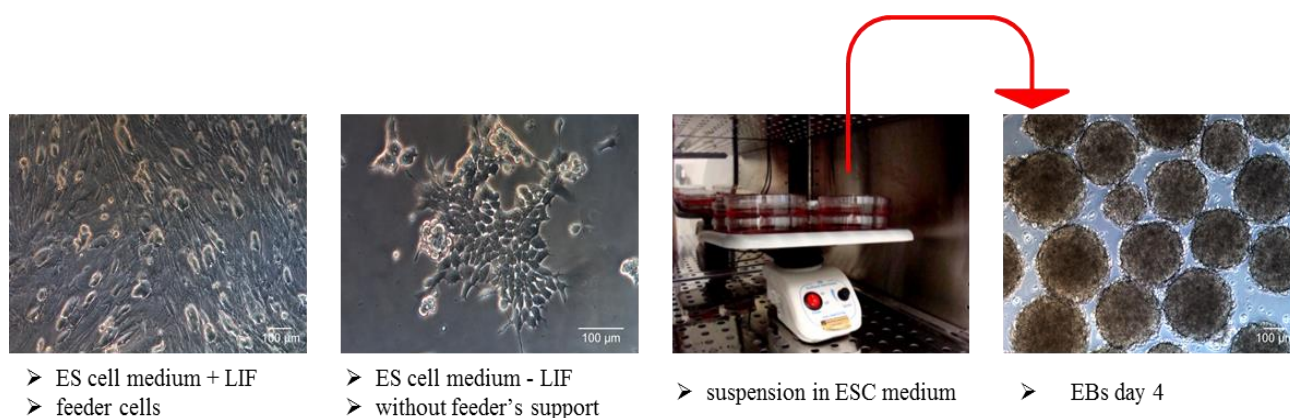 100 µm
➢ ES cell medium + LIF
➢ feeder cells
100 µm
➢ ES cell medium - LIF
➢ without feeder's support
➢ suspension in ESC medium
100 µm
➢ EBs day 4